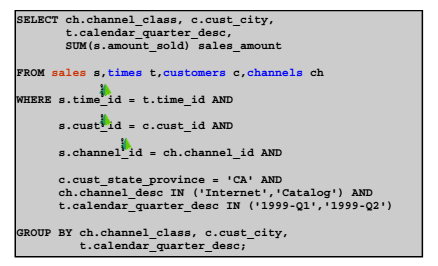 SELECT ch.channel_class, c.cust_city,
t.calendar_quarter_desc,
SUM(s.amount_sold) sales_amount
FROM sales s,times t,customers c,channels ch
WHERE s.time_id = t.time_id AND
s.cust_id = c.cust_id AND
s.channel_id = ch.channel_id AND
c.cust_state_province = 'CA' AND
ch.channel_desc IN ('Internet','Catalog') AND
t.calendar_quarter_desc IN ('1999-Q1','1999-Q2')
GROUP BY ch.channel_class, c.cust_city,
t.calendar_quarter_desc;